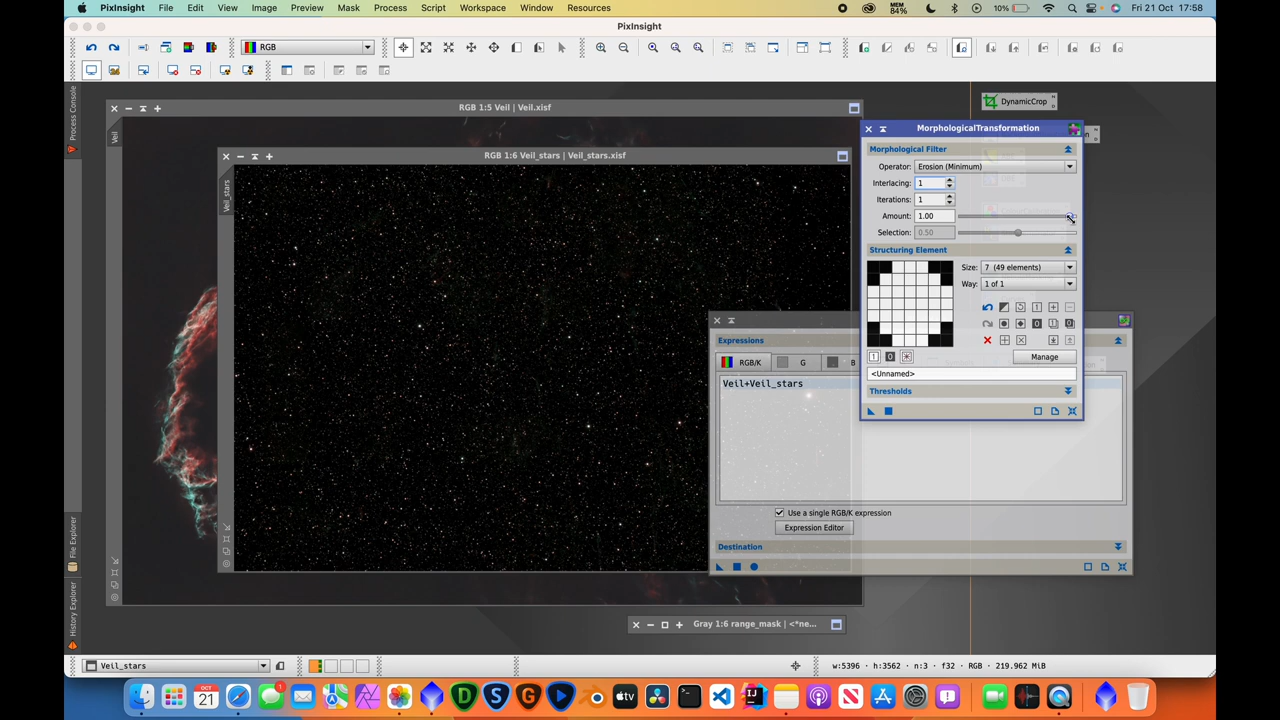 PixInsight File Edit View Image Preview Mask Process Script Workspace Window Resources MEM 84% 10% Fri 21 Oct 17:58
PixInsight
RGB
Process Console
DynamicCrop
RGB 1:5 Veil | Veil.xisf
Veil
MorphologicalTransformation
Morphological Filter
Operator: Erosion (Minimum)
RGB 1:6 Veil_stars | Veil_stars.xisf
Veil_stars
Interlacing: 1
Iterations: 1
Amount: 1.00
Selection: 0.50
Structuring Element
Size: 7 (49 elements)
Way: 1 of 1
Manage
<Unnamed>
Thresholds
Expressions
RGB/K G B
Veil+Veil_stars
Use a single RGB/K expression
Expression Editor
Destination
File Explorer
History Explorer
Gray 1:6 range_mask | <*ne...
Veil_stars
w:5396 · h:3562 · n:3 · f32 · RGB · 219.962 MiB
OCT
21
tv